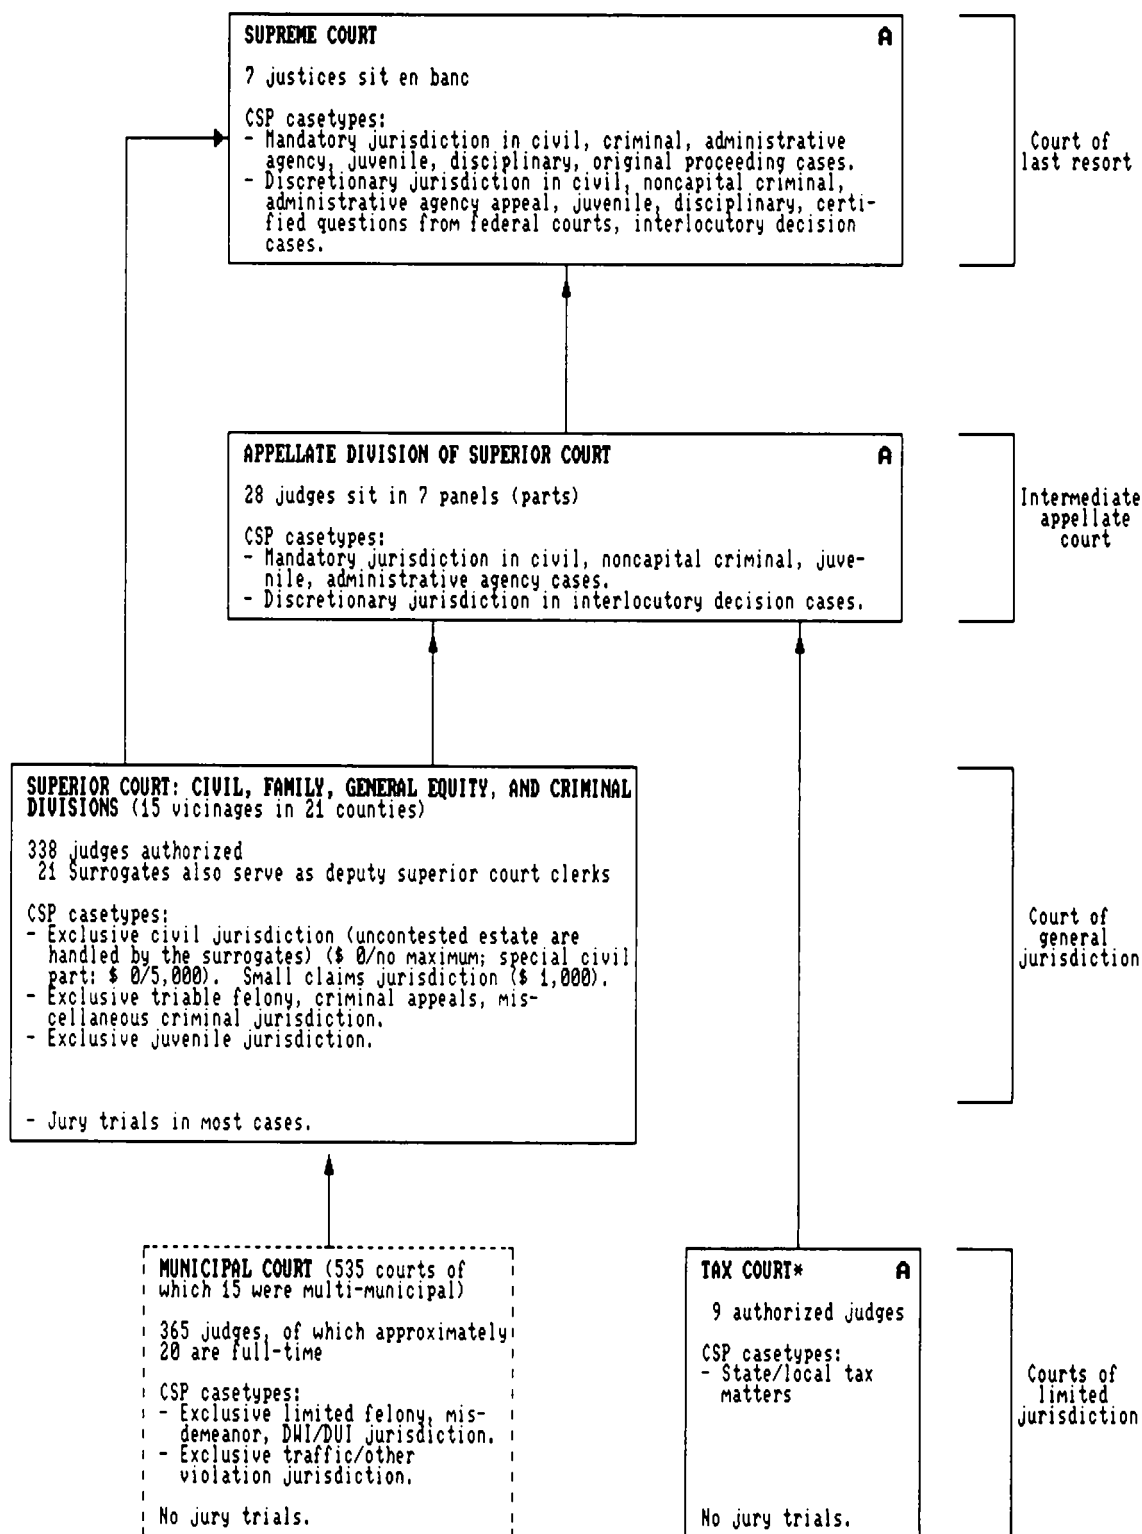 SUPREME COURT A
7 justices sit en banc
CSP casetypes:
- Mandatory jurisdiction in civil, criminal, administrative
agency, juvenile, disciplinary, original proceeding cases.
- Discretionary jurisdiction in civil, noncapital criminal,
administrative agency appeal, juvenile, disciplinary, certi-
fied questions from federal courts, interlocutory decision
cases.
Court of
last resort
APPELLATE DIVISION OF SUPERIOR COURT A
28 judges sit in 7 panels (parts)
CSP casetypes:
- Mandatory jurisdiction in civil, noncapital criminal, juve-
nile, administrative agency cases.
- Discretionary jurisdiction in interlocutory decision cases.
Intermediate
appellate
court
SUPERIOR COURT: CIVIL, FAMILY, GENERAL EQUITY, AND CRIMINAL
DIVISIONS (15 vicinages in 21 counties)
338 judges authorized
21 Surrogates also serve as deputy superior court clerks
CSP casetypes:
- Exclusive civil jurisdiction (uncontested estate are
handled by the surrogates) ($ 0/no maximum; special civil
part: $ 0/5,000). Small claims jurisdiction ($ 1,000).
- Exclusive triable felony, criminal appeals, mis-
cellaneous criminal jurisdiction.
- Exclusive juvenile jurisdiction.
- Jury trials in most cases.
Court of
general
jurisdiction
MUNICIPAL COURT (535 courts of
which 15 were multi-municipal)
365 judges, of which approximately
20 are full-time
CSP casetypes:
- Exclusive limited felony, mis-
demeanor, DWI/DUI jurisdiction.
- Exclusive traffic/other
violation jurisdiction.
No jury trials.
TAX COURT* A
9 authorized judges
CSP casetypes:
- State/local tax
matters
No jury trials.
Courts of
limited
jurisdiction